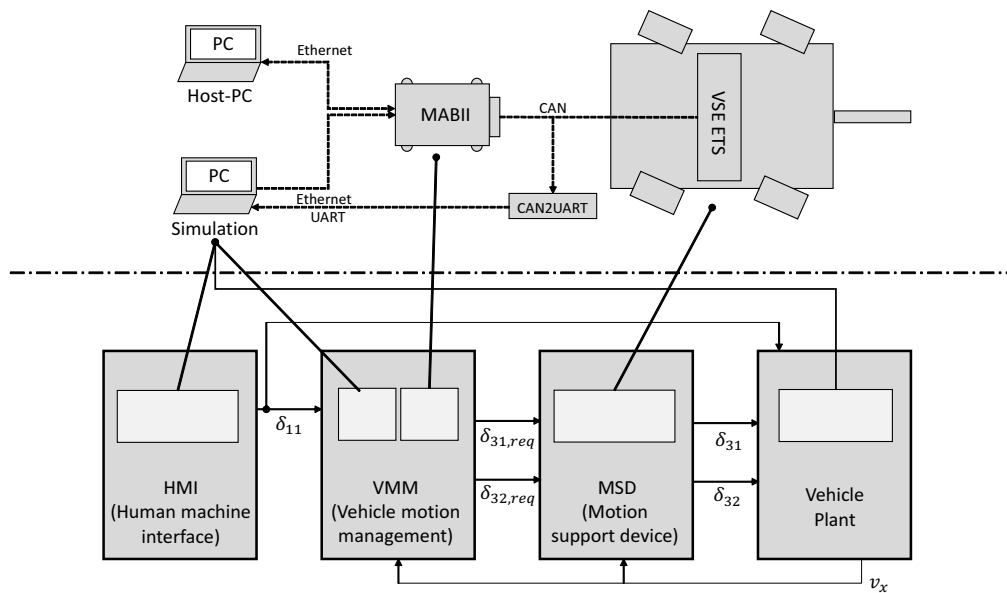 PC
Ethernet
Host-PC
MABII
CAN
VSE ETS
PC
Ethernet
UART
CAN2UART
Simulation
δ₁₁
δ₃₁,req
δ₃₁
HMI
(Human machine
interface)
VMM
(Vehicle motion
management)
δ₃₂,req
MSD
(Motion
support device)
δ₃₂
Vehicle
Plant
vₓ